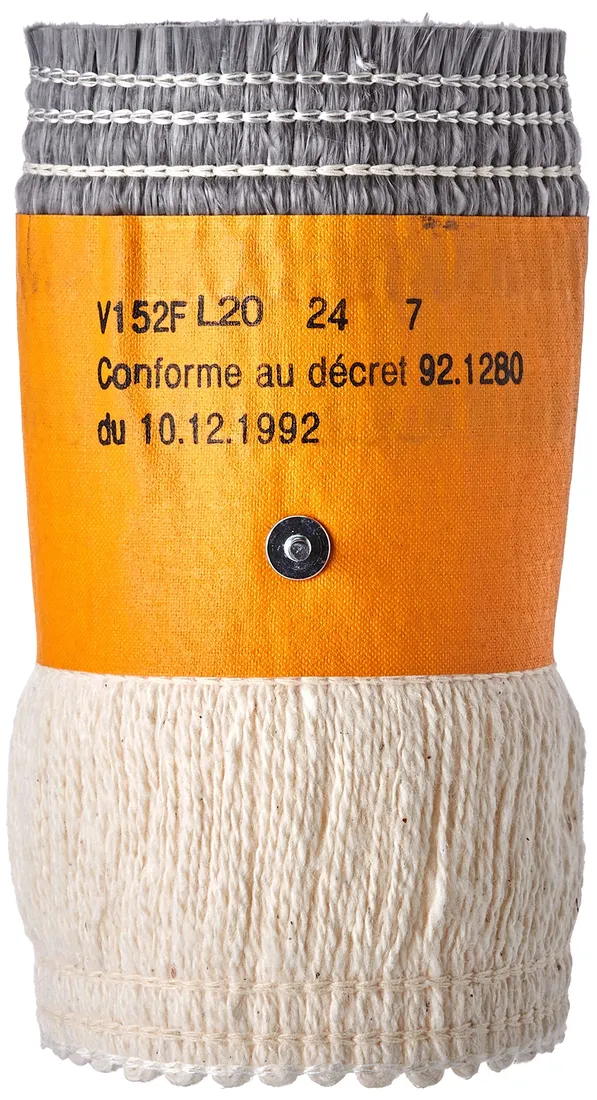 V152F L20 24 7
Conforme au décret 92.1280
du 10.12.1992